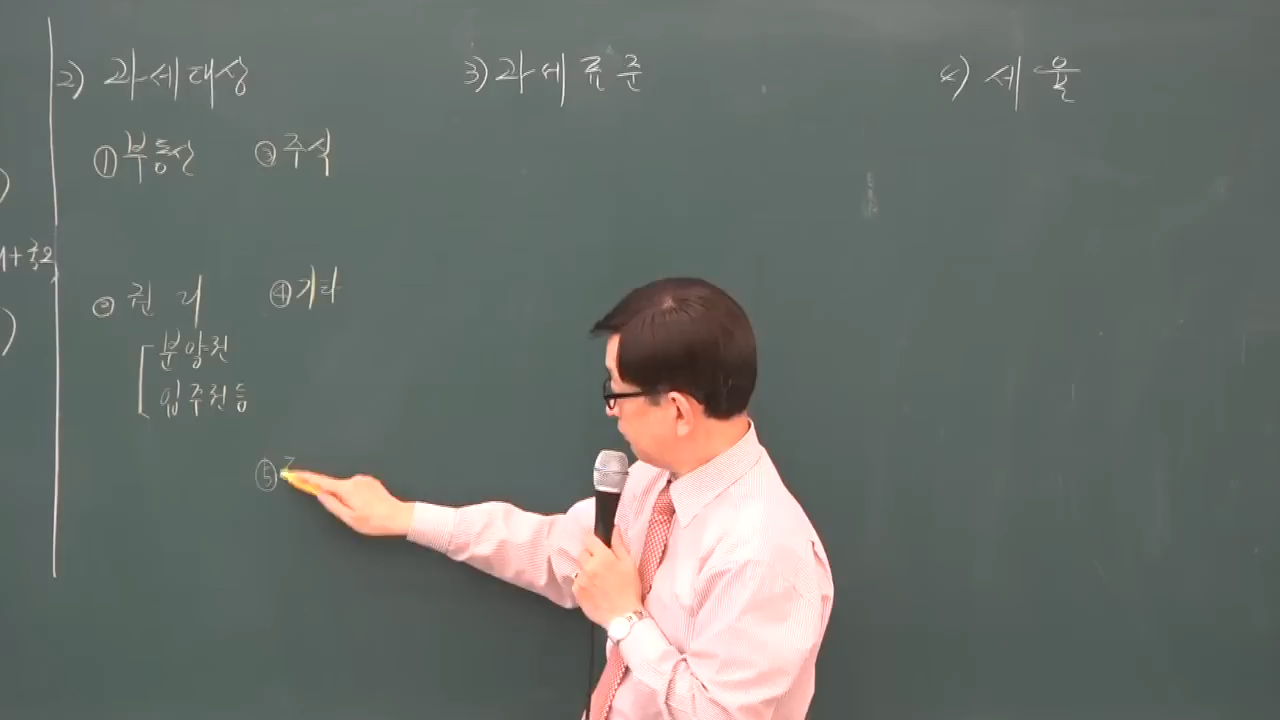 2) 과세대상
① 부동산 ③ 주식
② 권리 ④ 기타
분양권
입주권 등
⑤
3) 과세표준
4) 세율